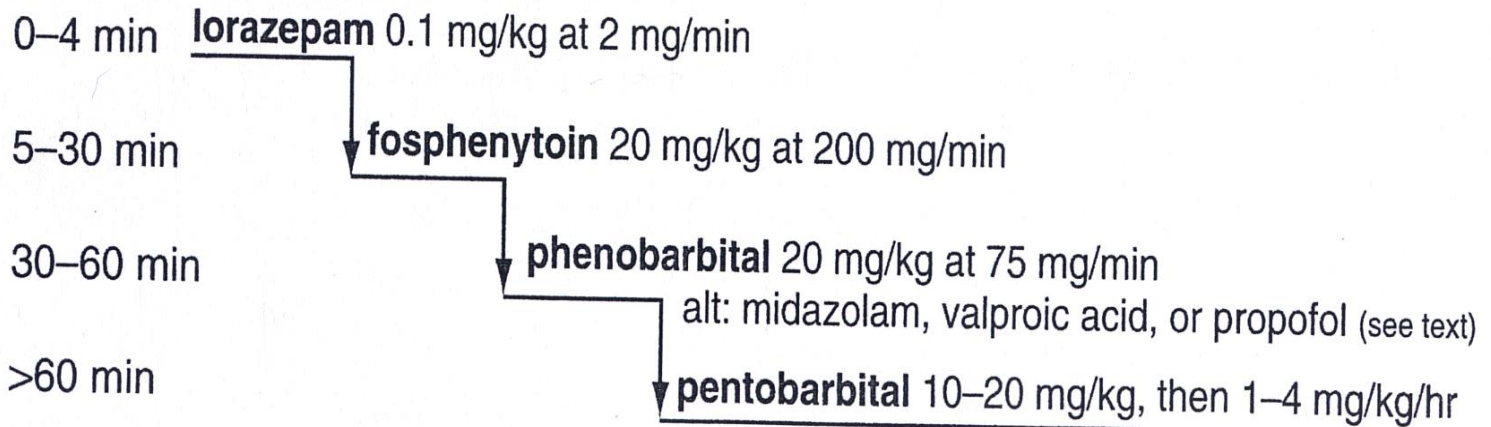 0–4 min lorazepam 0.1 mg/kg at 2 mg/min
5–30 min fosphenytoin 20 mg/kg at 200 mg/min
30–60 min phenobarbital 20 mg/kg at 75 mg/min
alt: midazolam, valproic acid, or propofol (see text)
>60 min pentobarbital 10–20 mg/kg, then 1–4 mg/kg/hr